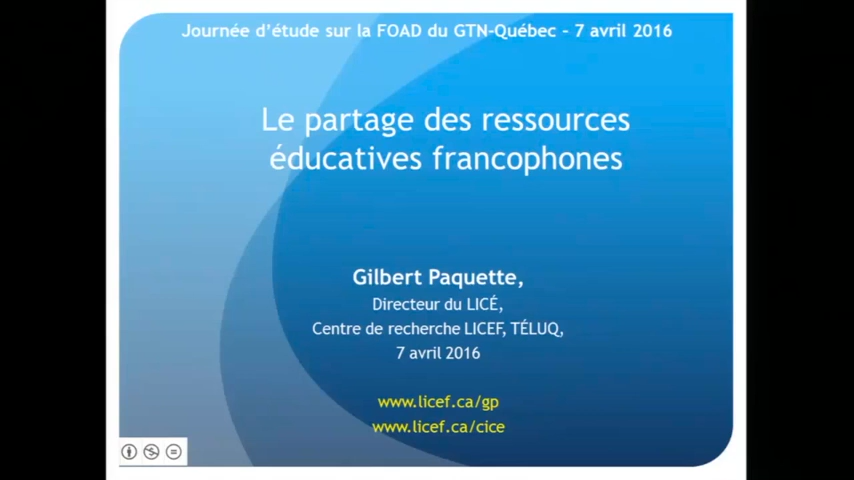 Journée d'étude sur la FOAD du GTN-Québec - 7 avril 2016
Le partage des ressources
éducatives francophones
Gilbert Paquette,
Directeur du LICÉ,
Centre de recherche LICEF, TÉLUQ,
7 avril 2016
www.licef.ca/gp
www.licef.ca/cice